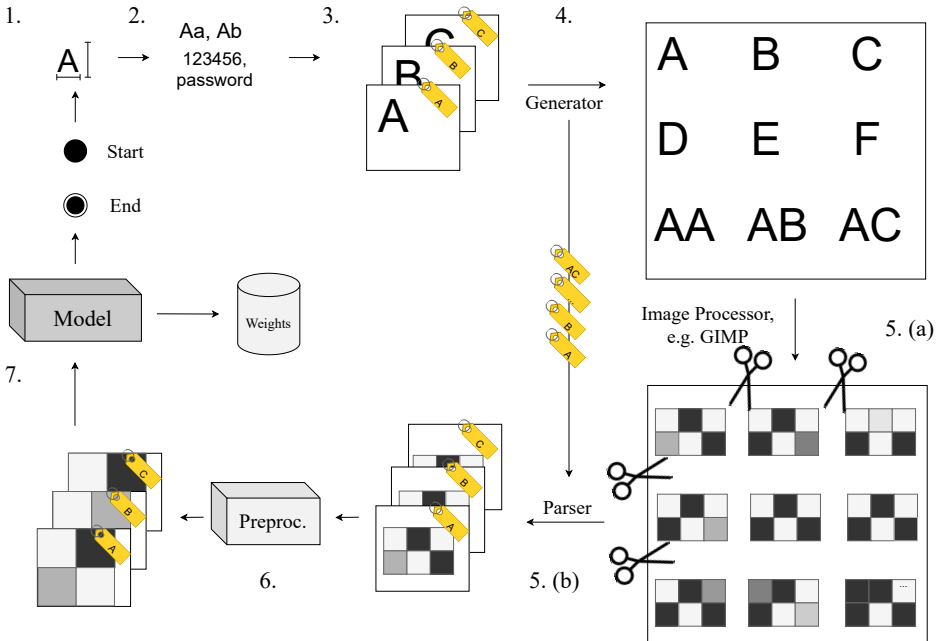 1.
2.
3.
4.
A
Aa, Ab
123456,
password
C
C
B
B
A
A
Generator
A B C
D E F
AA AB AC
Start
End
AC
...
B
A
Model
Weights
Image Processor,
e.g. GIMP
5. (a)
7.
C
B
A
Preproc.
C
B
A
Parser
6.
5. (b)
...